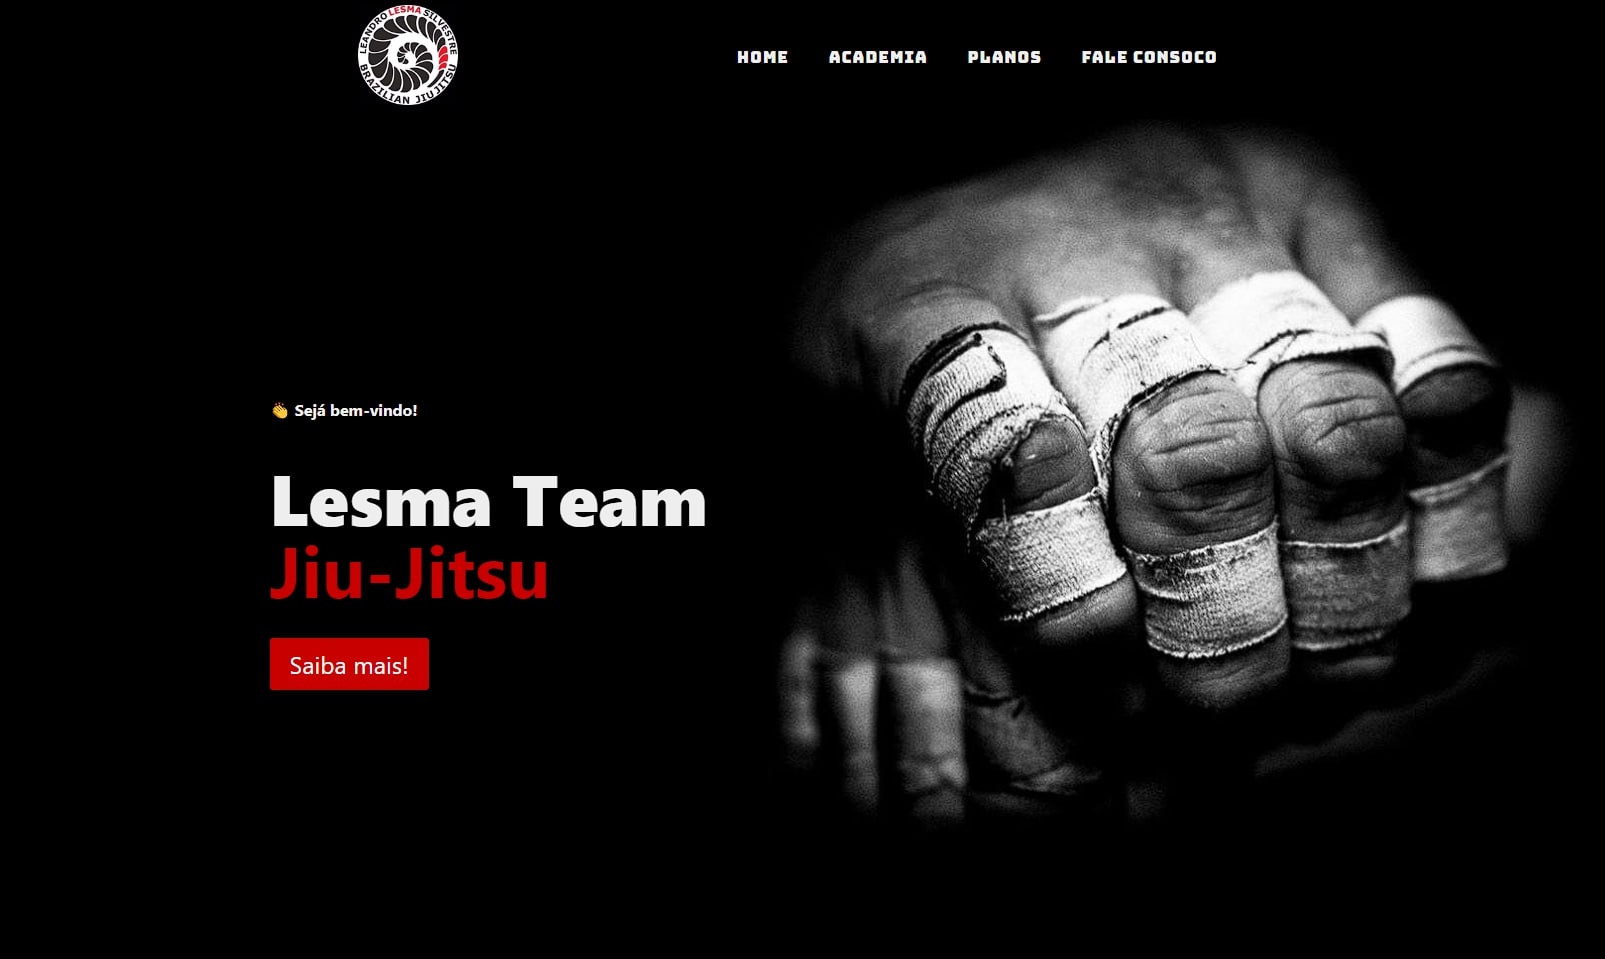 LEANDRO LESMA SILVESTRE
BRAZILIAN JIUJITSU
HOME ACADEMIA PLANOS FALE CONSOCO
👏 Sejá bem-vindo!
Lesma Team
Jiu-Jitsu
Saiba mais!